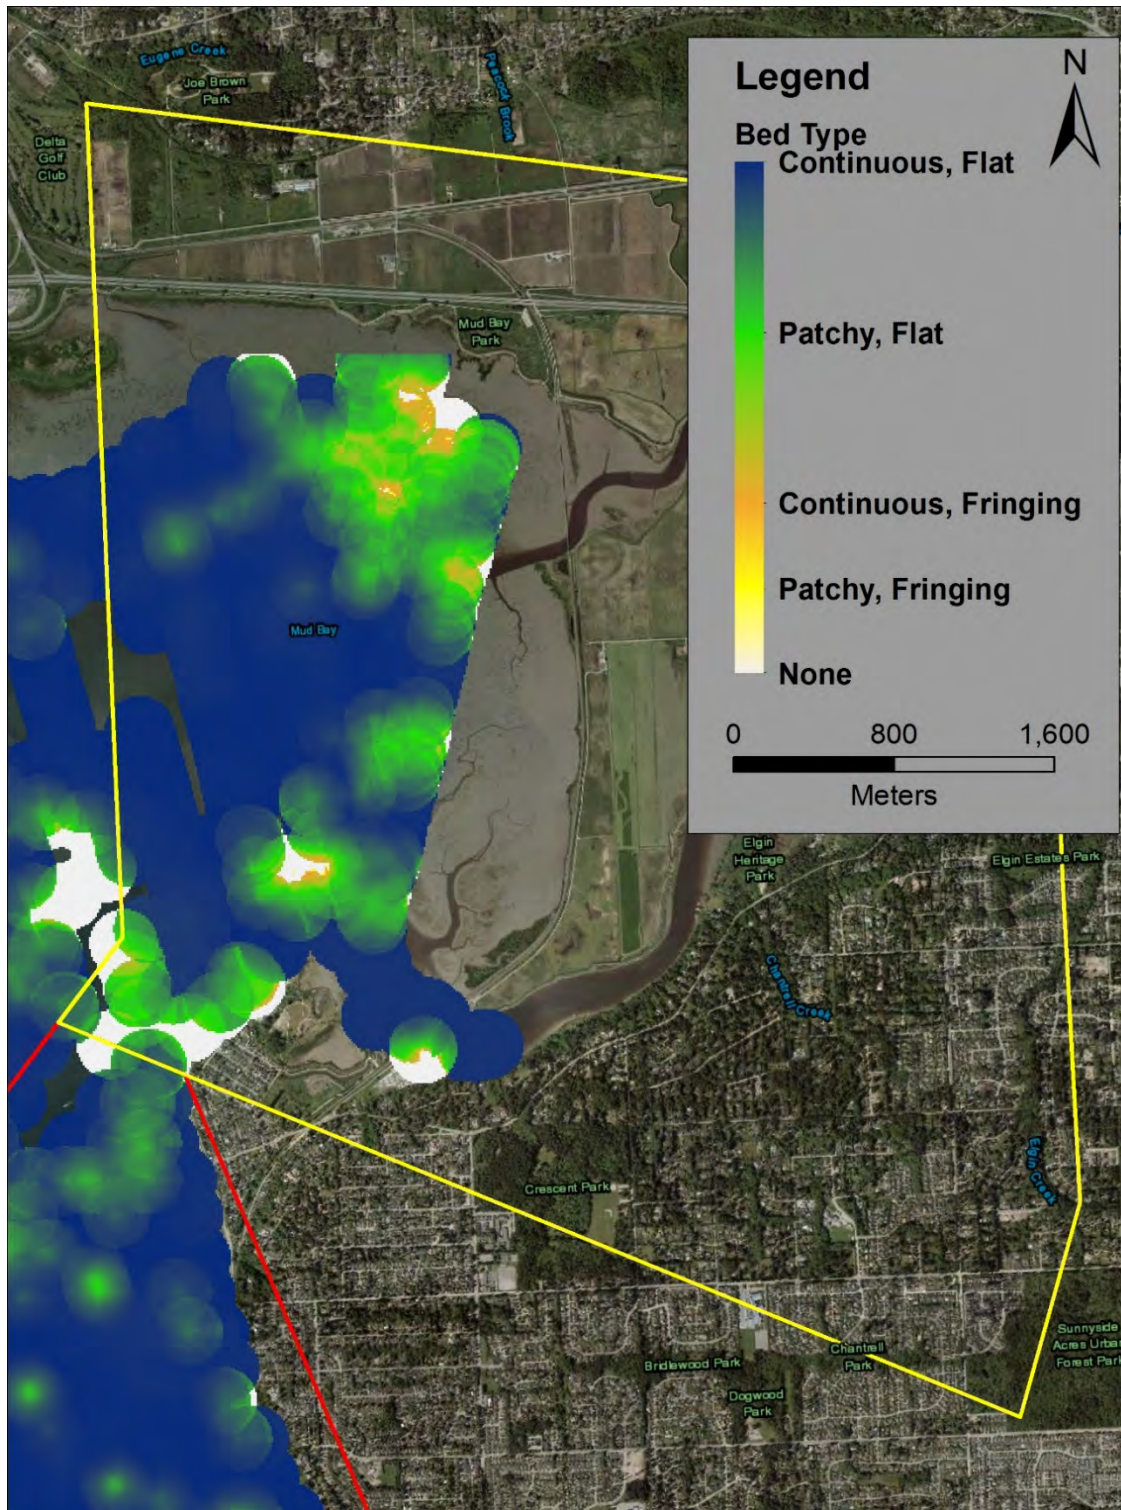 Eugene Creek
Joe Brown
Park
Peacock Brook
Delta
Golf
Club
Mud Bay
Park
Mud Bay
Legend
N
Bed Type
Continuous, Flat
Patchy, Flat
Continuous, Fringing
Patchy, Fringing
None
0 800 1,600
Meters
Elgin
Heritage
Park
Elgin Estates Park
Chantrell Creek
Elgin Creek
Crescent Park
Sunnyside
Acres Urban
Forest Park
Chantrell
Park
Bridlewood Park
Dogwood
Park